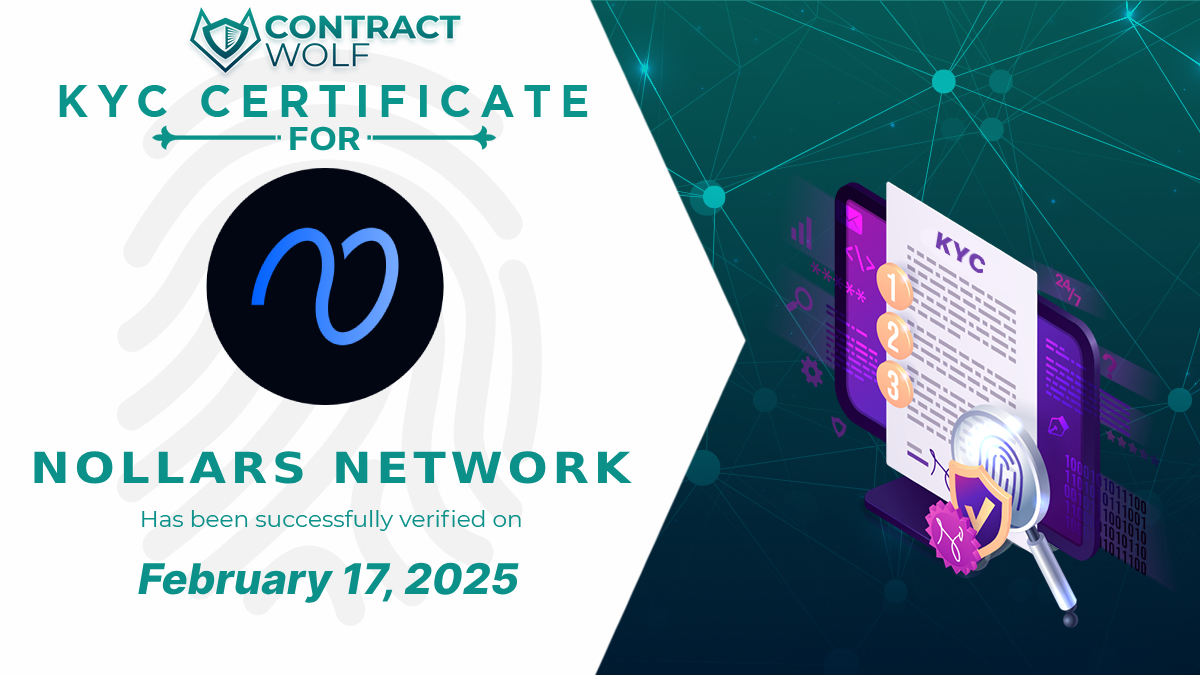 CONTRACT
WOLF
KYC CERTIFICATE
FOR
NOLLARS NETWORK
Has been successfully verified on
February 17, 2025
KYC
1
2
3
24/7